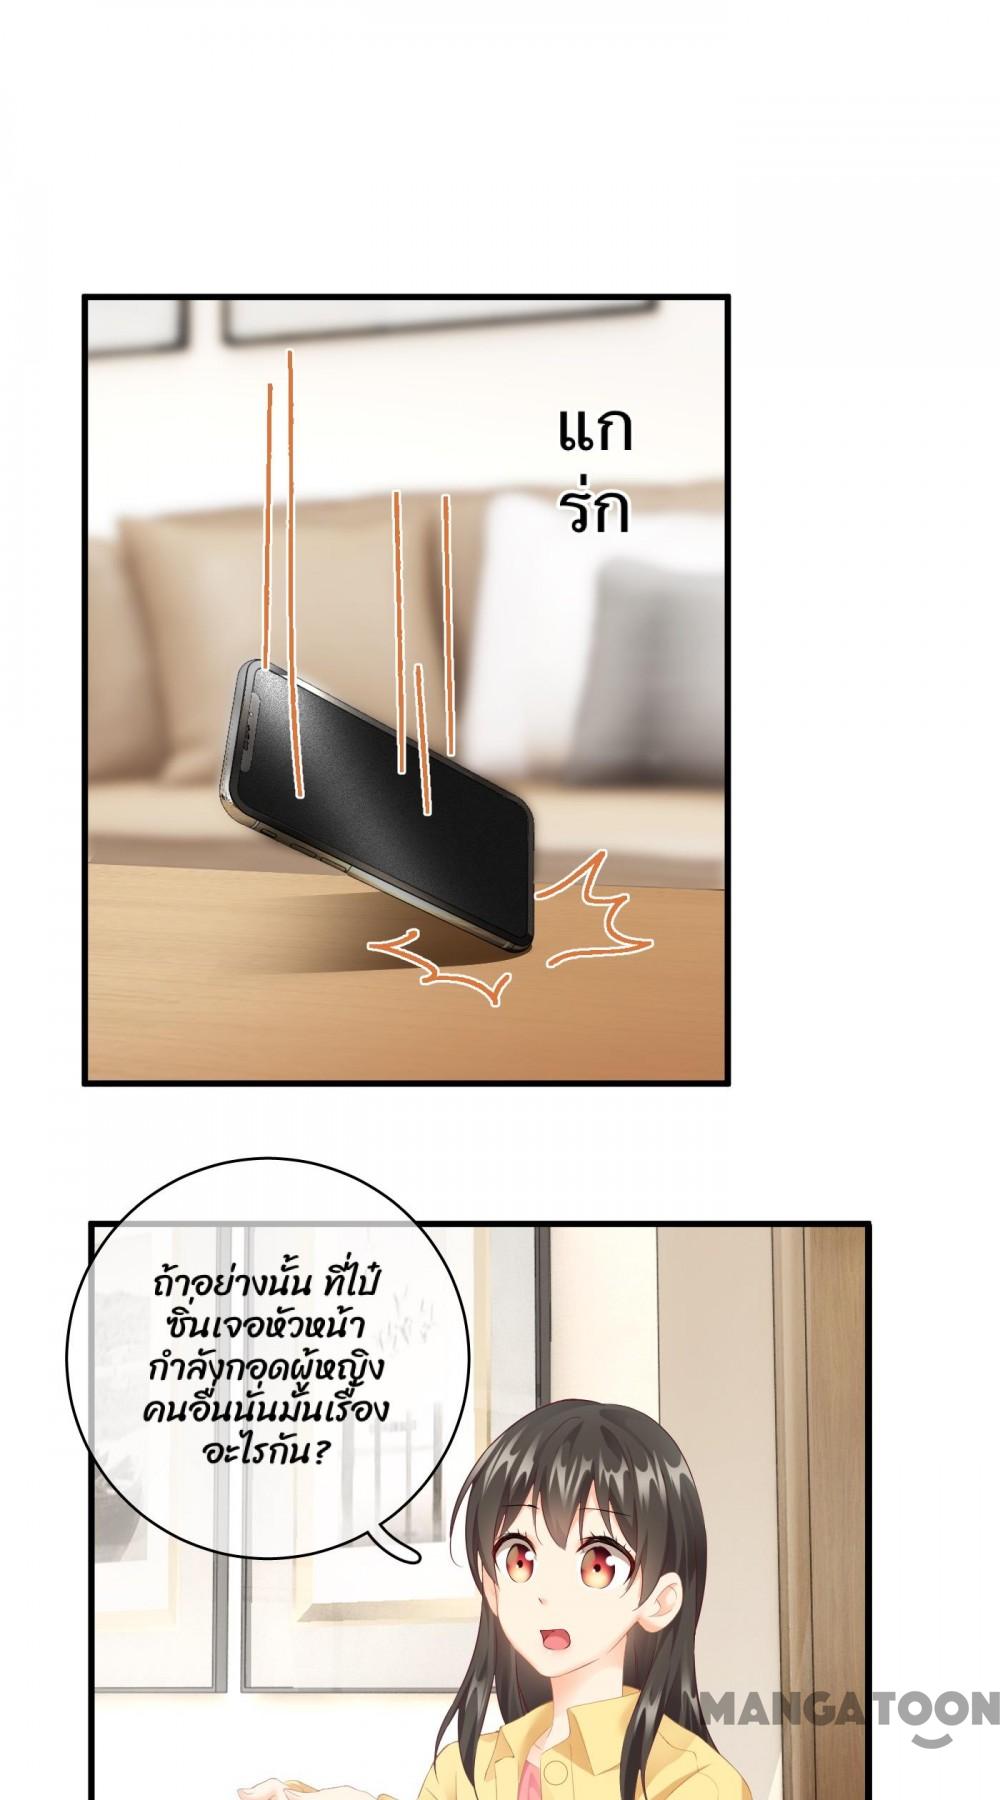 แก
ร่ก
ถ้าอย่างนั้น ที่ไป๋
ซิ่นเจอหัวหน้า
กำลังกอดผู้หญิง
คนอื่นนั่นมันเรื่อง
อะไรกัน?
MANGATOON